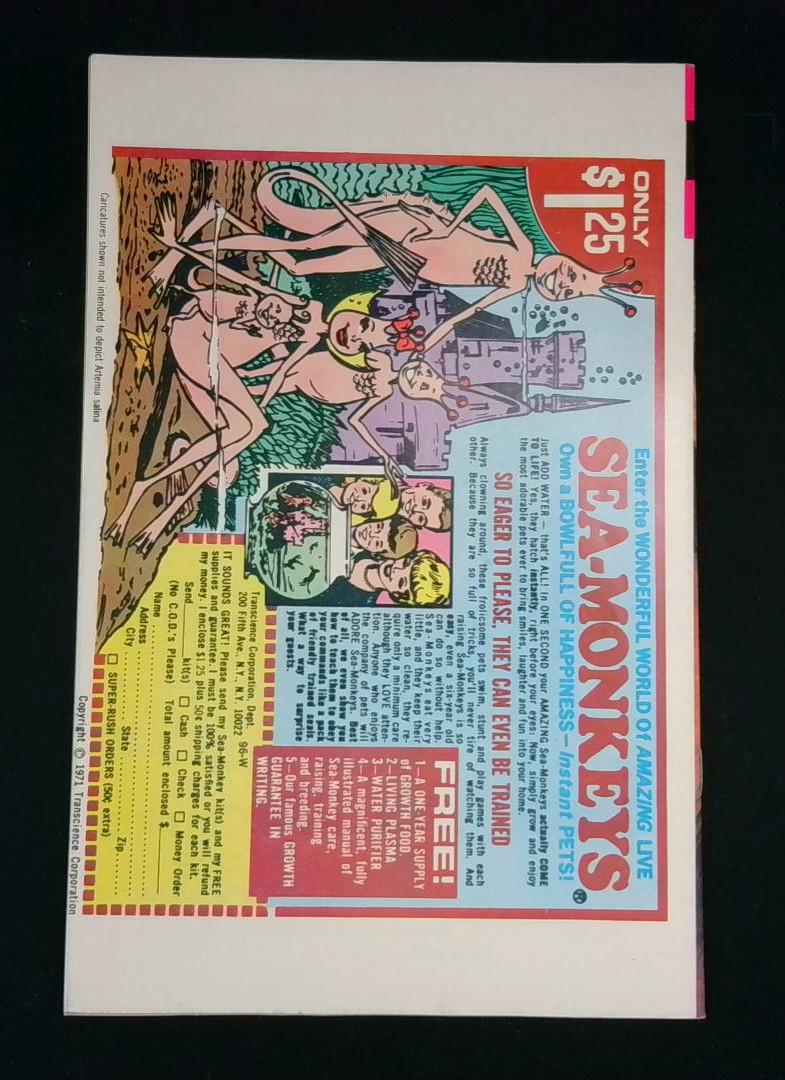 ONLY
$1.25
Enter the WONDERFUL WORLD Of AMAZING LIVE
SEA-MONKEYS®
Own a BOWLFULL OF HAPPINESS—Instant PETS!
Just ADD WATER—that's ALL! In ONE SECOND your AMAZING Sea-Monkeys actually COME
TO LIFE! Yes, they hatch instantly, right before your eyes. Now, simply grow and enjoy
the most adorable pets ever to bring smiles, laughter and fun into your home.
SO EAGER TO PLEASE, THEY CAN EVEN BE TRAINED
Always clowning around, these frolicsome pets swim, stunt and play games with each
other. Because they are so full of tricks, you'll never tire of watching them. And
raising Sea-Monkeys is so
easy, even a six-year old
can do so without help.
Sea-Monkeys eat very
little, and they keep their
water so clean, they re-
quire only a minimum care
although they LOVE atten-
tion. Anyone who enjoys
the company of pets will
ADORE Sea-Monkeys. Best
of all, we even show you
how to teach them to obey
your commands like a pack
of friendly trained seals.
What a way to surprise
your guests.
FREE!
1—A ONE-YEAR SUPPLY
of GROWTH FOOD.
2—LIVING PLASMA
3—WATER PURIFIER
4—A magnificent, fully
illustrated manual of
Sea-Monkey care,
raising, training
and breeding.
5—Our famous GROWTH
GUARANTEE IN
WRITING.
Transcience Corporation, Dept.
200 Fifth Ave., N.Y., N.Y. 10022 96-W
IT SOUNDS GREAT! Please send my Sea-Monkey kit(s) and my FREE
supplies and guarantee. I must be 100% satisfied or you will refund
my money. I enclose $1.25 plus 50¢ shipping charges for each kit.
Send kit(s) □ Cash □ Check □ Money Order
(No C.O.D.'s Please) Total amount enclosed $
Name
Address
City State Zip
□ SUPER-RUSH ORDERS (50¢ extra)
Caricatures shown not intended to depict Artemia salina
Copyright © 1971 Transcience Corporation